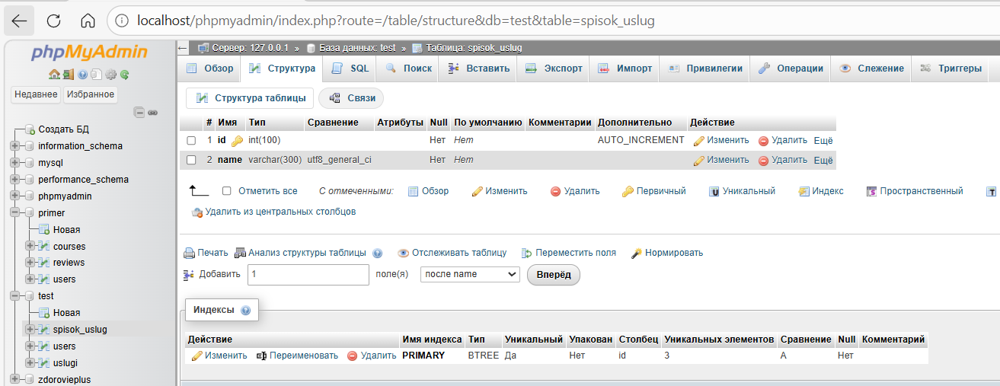 localhost/phpmyadmin/index.php?route=/table/structure&db=test&table=spisok_uslug
phpMyAdmin
Недавнее Избранное
Создать БД
information_schema
mysql
performance_schema
phpmyadmin
primer
Новая
courses
reviews
users
test
Новая
spisok_uslug
users
uslugi
zdorovieplus
Сервер: 127.0.0.1 » База данных: test » Таблица: spisok_uslug
Обзор Структура SQL Поиск Вставить Экспорт Импорт Привилегии Операции Слежение Триггеры
Структура таблицы Связи
# Имя Тип Сравнение Атрибуты Null По умолчанию Комментарии Дополнительно Действие
1 id int(100) Нет Нет AUTO_INCREMENT Изменить Удалить Ещё
2 name varchar(300) utf8_general_ci Нет Нет Изменить Удалить Ещё
Отметить все С отмеченными: Обзор Изменить Удалить Первичный Уникальный Индекс Пространственный
Удалить из центральных столбцов
Печать Анализ структуры таблицы Отслеживать таблицу Переместить поля Нормировать
Добавить 1 поле(я) после name Вперёд
Индексы
Действие Имя индекса Тип Уникальный Упакован Столбец Уникальных элементов Сравнение Null Комментарий
Изменить Переименовать Удалить PRIMARY BTREE Да Нет id 3 A Нет